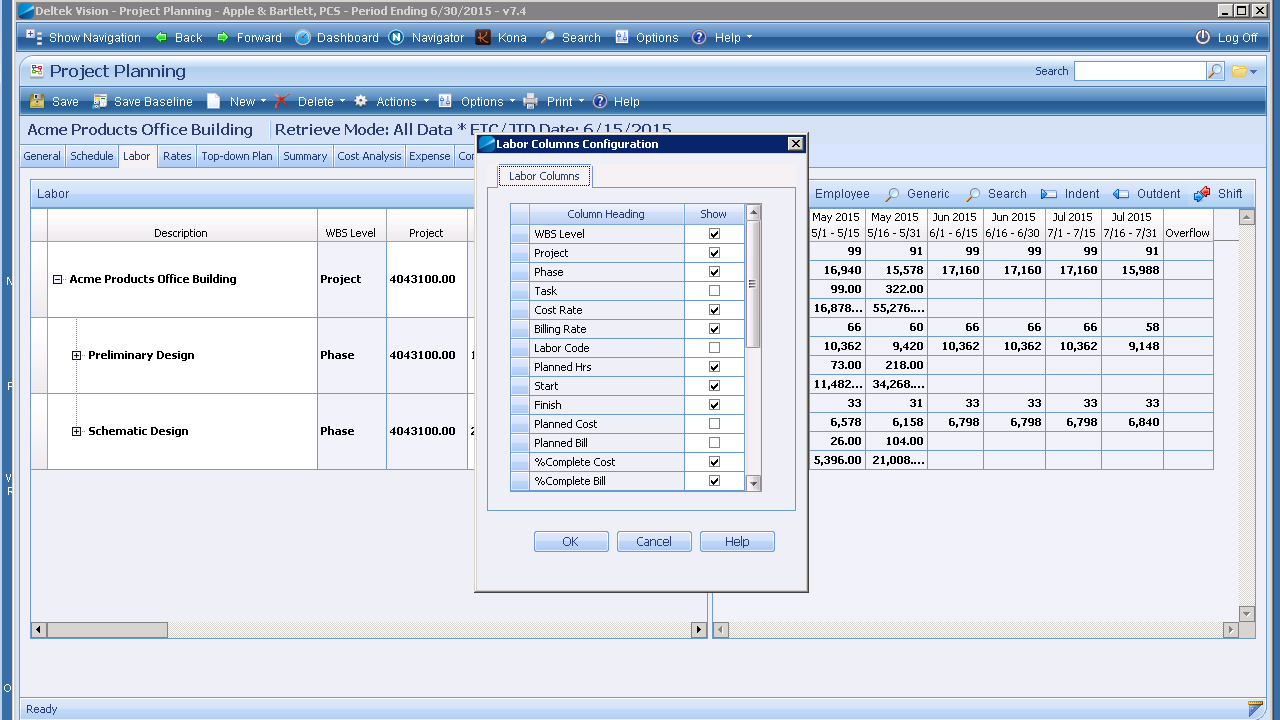 Deltek Vision - Project Planning - Apple & Bartlett, PCS - Period Ending 6/30/2015 - v7.4
Show Navigation Back Forward Dashboard Navigator Kona Search Options Help Log Off
Project Planning Search
Save Save Baseline New Delete Actions Options Print Help
Acme Products Office Building Retrieve Mode: All Data * ETC/JTD Date: 6/15/2015
General Schedule Labor Rates Top-down Plan Summary Cost Analysis Expense
Labor Employee Generic Search Indent Outdent Shift
Description WBS Level Project
May 2015 May 2015 Jun 2015 Jun 2015 Jul 2015 Jul 2015
5/1 - 5/15 5/16 - 5/31 6/1 - 6/15 6/16 - 6/30 7/1 - 7/15 7/16 - 7/31 Overflow
Acme Products Office Building Project 4043100.00
99 91 99 99 99 91
16,940 15,578 17,160 17,160 17,160 15,988
99.00 322.00
16,878... 55,276....
Preliminary Design Phase 4043100.00
66 60 66 66 66 58
10,362 9,420 10,362 10,362 10,362 9,148
73.00 218.00
11,482... 34,268....
Schematic Design Phase 4043100.00
33 31 33 33 33 33
6,578 6,158 6,798 6,798 6,798 6,840
26.00 104.00
5,396.00 21,008....
Labor Columns Configuration
Labor Columns
Column Heading Show
WBS Level
Project
Phase
Task
Cost Rate
Billing Rate
Labor Code
Planned Hrs
Start
Finish
Planned Cost
Planned Bill
%Complete Cost
%Complete Bill
OK Cancel Help
Ready